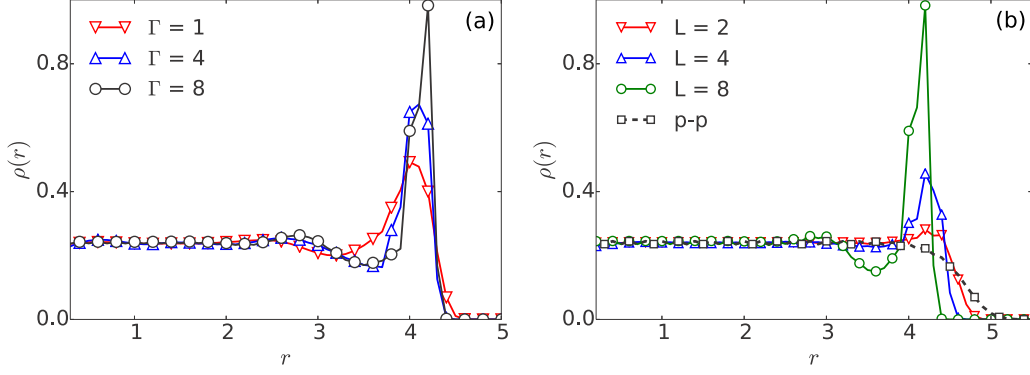 (a)
Γ = 1
Γ = 4
Γ = 8
ρ(r)
0.8
0.4
0.0
1 2 3 4 5
r
(b)
L = 2
L = 4
L = 8
p-p
ρ(r)
0.8
0.4
0.0
1 2 3 4 5
r